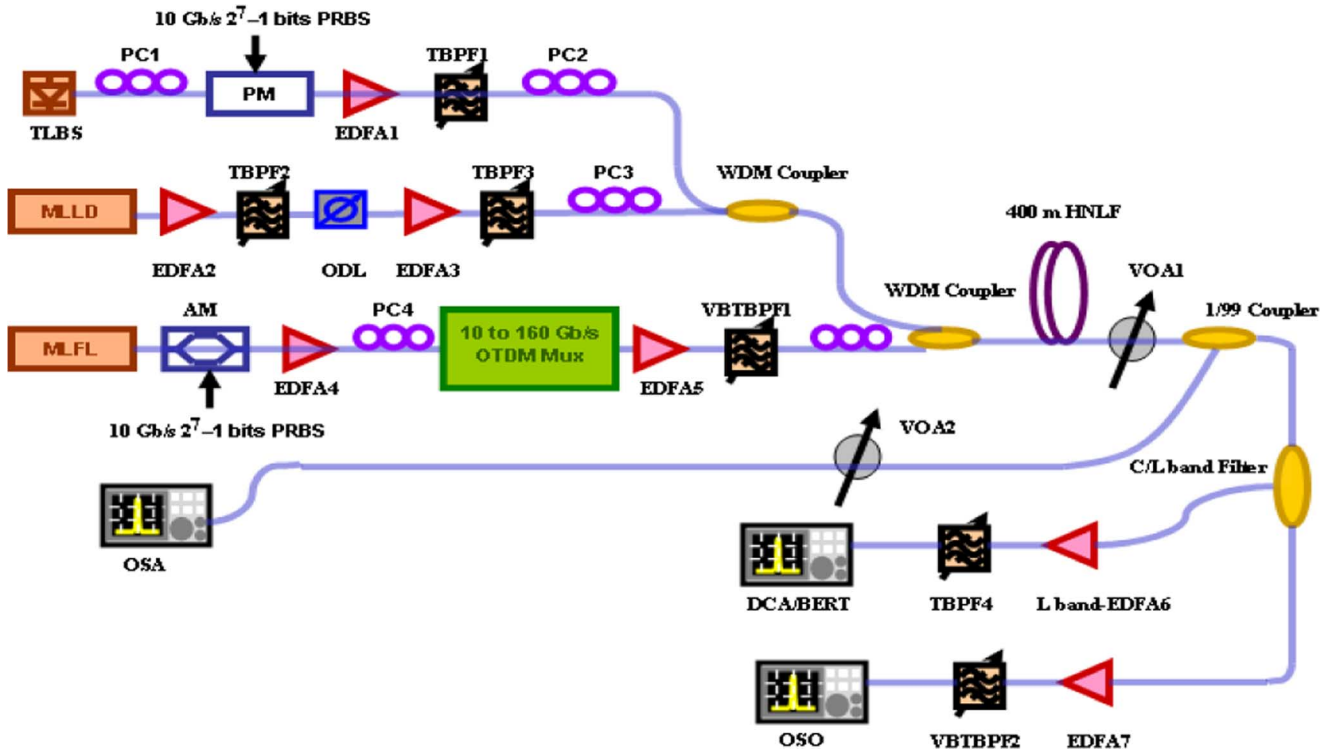 10 Gb/s 2⁷–1 bits PRBS
PC1
TBPF1
PC2
PM
TLBS
EDFA1
TBPF2
TBPF3
PC3
WDM Coupler
MLLD
400 m HNLF
EDFA2
ODL
EDFA3
VOA1
WDM Coupler
AM
PC4
VBTBPF1
1/99 Coupler
MLFL
10 to 160 Gb/s
OTDM Mux
EDFA4
EDFA5
10 Gb/s 2⁷–1 bits PRBS
VOA2
C/L band Filter
OSA
DCA/BERT
TBPF4
L band-EDFA6
OSO
VBTBPF2
EDFA7